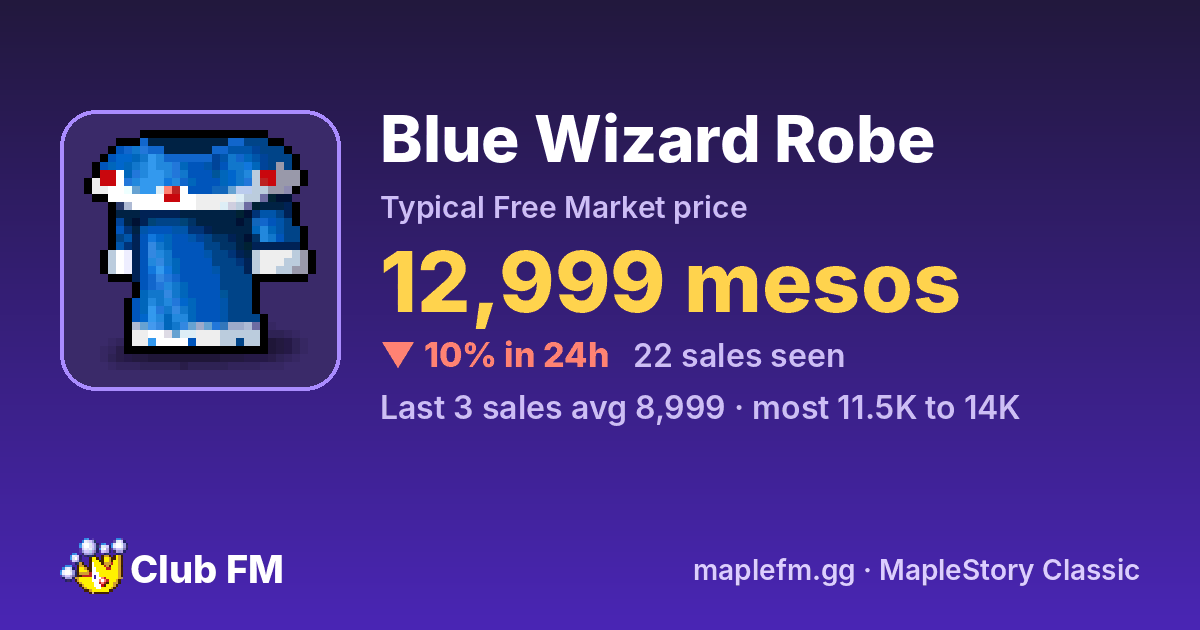 Blue Wizard Robe
Typical Free Market price
12,999 mesos
▼ 10% in 24h 22 sales seen
Last 3 sales avg 8,999 · most 11.5K to 14K
Club FM
maplefm.gg · MapleStory Classic